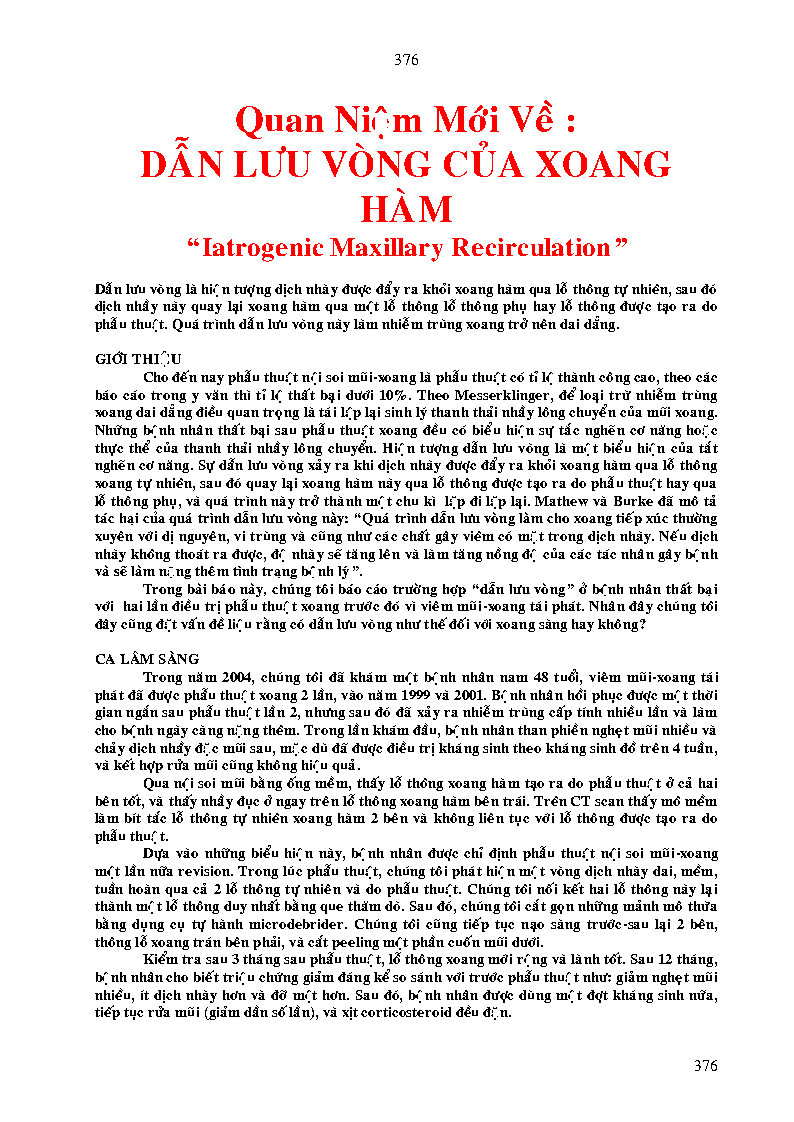 376
Quan Niệm Mới Về :
DẪN LƯU VÒNG CỦA XOANG
HÀM
“Iatrogenic Maxillary Recirculation”
Dẫn lưu vòng là hiện tượng dịch nhày được đẩy ra khỏi xoang hàm qua lỗ thông tự nhiên, sau đó
dịch nhầy này quay lại xoang hàm qua một lỗ thông lỗ thông phụ hay lỗ thông được tạo ra do
phẫu thuật. Quá trình dẫn lưu vòng này làm nhiễm trùng xoang trở nên dai dẳng.
GIỚI THIỆU
Cho đến nay phẫu thuật nội soi mũi-xoang là phẫu thuật có tỉ lệ thành công cao, theo các
báo cáo trong y văn thì tỉ lệ thất bại dưới 10%. Theo Messerklinger, để loại trừ nhiễm trùng
xoang dai dẳng điều quan trọng là tái lập lại sinh lý thanh thải nhầy lông chuyển của mũi xoang.
Những bệnh nhân thất bại sau phẫu thuật xoang đều có biểu hiện sự tắc nghẽn cơ năng hoặc
thực thể của thanh thải nhầy lông chuyển. Hiện tượng dẫn lưu vòng là một biểu hiện của tắt
nghẽn cơ năng. Sự dẫn lưu vòng xảy ra khi dịch nhày được đẩy ra khỏi xoang hàm qua lỗ thông
xoang tự nhiên, sau đó quay lại xoang hàm này qua lỗ thông được tạo ra do phẫu thuật hay qua
lỗ thông phụ, và quá trình này trở thành một chu kì lập đi lập lại. Mathew và Burke đã mô tả
tác hại của quá trình dẫn lưu vòng này: “Quá trình dẫn lưu vòng làm cho xoang tiếp xúc thường
xuyên với dị nguyên, vi trùng và cũng như các chất gây viêm có mặt trong dịch nhày. Nếu dịch
nhày không thoát ra được, độ nhày sẽ tăng lên và làm tăng nồng độ của các tác nhân gây bệnh
và sẽ làm nặng thêm tình trạng bệnh lý”.
Trong bài báo này, chúng tôi báo cáo trường hợp “dẫn lưu vòng” ở bệnh nhân thất bại
với hai lần điều trị phẫu thuật xoang trước đó vì viêm mũi-xoang tái phát. Nhân đây chúng tôi
đây cũng đặt vấn đề liệu rằng có dẫn lưu vòng như thế đối với xoang sàng hay không?
CA LÂM SÀNG
Trong năm 2004, chúng tôi đã khám một bệnh nhân nam 48 tuổi, viêm mũi-xoang tái
phát đã được phẫu thuật xoang 2 lần, vào năm 1999 và 2001. Bệnh nhân hồi phục được một thời
gian ngắn sau phẫu thuật lần 2, nhưng sau đó đã xảy ra nhiễm trùng cấp tính nhiều lần và làm
cho bệnh ngày càng nặng thêm. Trong lần khám đầu, bệnh nhân than phiền nghẹt mũi nhiều và
chảy dịch nhầy đặc mũi sau, mặc dù đã được điều trị kháng sinh theo kháng sinh đồ trên 4 tuần,
và kết hợp rửa mũi cũng không hiệu quả.
Qua nội soi mũi bằng ống mềm, thấy lỗ thông xoang hàm tạo ra do phẫu thuật ở cả hai
bên tốt, và thấy nhầy đục ở ngay trên lỗ thông xoang hàm bên trái. Trên CT scan thấy mô mềm
làm bít tắc lỗ thông tự nhiên xoang hàm 2 bên và không liên tục với lỗ thông được tạo ra do
phẫu thuật.
Dựa vào những biểu hiện này, bệnh nhân được chỉ định phẫu thuật nội soi mũi-xoang
một lần nữa revision. Trong lúc phẫu thuật, chúng tôi phát hiện một vòng dịch nhày dai, mềm,
tuần hoàn qua cả 2 lỗ thông tự nhiên và do phẫu thuật. Chúng tôi nối kết hai lỗ thông này lại
thành một lỗ thông duy nhất bằng que thăm dò. Sau đó, chúng tôi cắt gọn những mảnh mô thừa
bằng dụng cụ tự hành microdebrider. Chúng tôi cũng tiếp tục nạo sàng trước-sau lại 2 bên,
thông lỗ xoang trán bên phải, và cắt peeling một phần cuốn mũi dưới.
Kiểm tra sau 3 tháng sau phẫu thuật, lỗ thông xoang mới rộng và lành tốt. Sau 12 tháng,
bệnh nhân cho biết triệu chứng giảm đáng kể so sánh với trước phẫu thuật như: giảm nghẹt mũi
nhiều, ít dịch nhày hơn và đỡ mệt hơn. Sau đó, bệnh nhân được dùng một đợt kháng sinh nữa,
tiếp tục rửa mũi (giảm dần số lần), và xịt corticosteroid đều đặn.
376